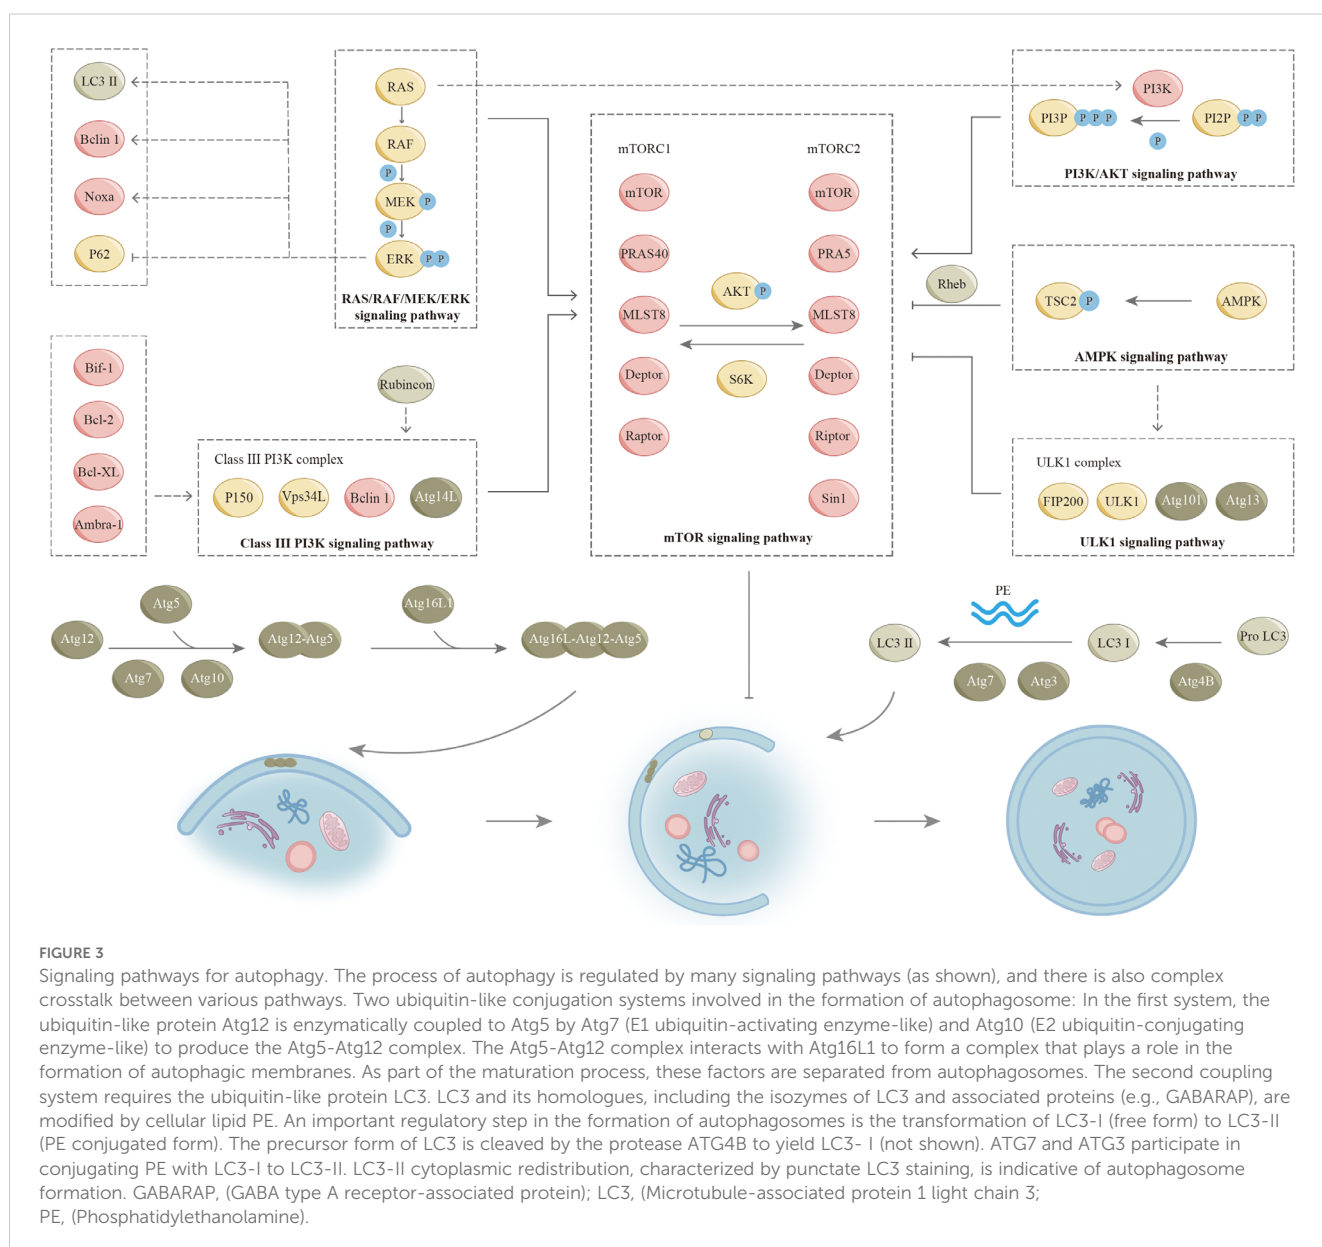 LC3 II
Bclin 1
Noxa
P62
RAS
RAF
P
MEK
P
P
ERK
P P
RAS/RAF/MEK/ERK
signaling pathway
PI3K
PI3P
P P P
P
PI2P
P P
PI3K/AKT signaling pathway
mTORC1
mTOR
PRAS40
MLST8
Deptor
Raptor
mTORC2
mTOR
PRA5
MLST8
Deptor
Riptor
Sin1
AKT
P
S6K
mTOR signaling pathway
Rheb
TSC2
P
AMPK
AMPK signaling pathway
Bif-1
Bcl-2
Bcl-XL
Ambra-1
Rubincon
Class III PI3K complex
P150
Vps34L
Bclin 1
Atg14L
Class III PI3K signaling pathway
ULK1 complex
FIP200
ULK1
Atg101
Atg13
ULK1 signaling pathway
Atg12
Atg5
Atg7
Atg10
Atg12-Atg5
Atg16L1
Atg16L-Atg12-Atg5
PE
LC3 II
LC3 I
Pro LC3
Atg7
Atg3
Atg4B
FIGURE 3
Signaling pathways for autophagy. The process of autophagy is regulated by many signaling pathways (as shown), and there is also complex
crosstalk between various pathways. Two ubiquitin-like conjugation systems involved in the formation of autophagosome: In the first system, the
ubiquitin-like protein Atg12 is enzymatically coupled to Atg5 by Atg7 (E1 ubiquitin-activating enzyme-like) and Atg10 (E2 ubiquitin-conjugating
enzyme-like) to produce the Atg5-Atg12 complex. The Atg5-Atg12 complex interacts with Atg16L1 to form a complex that plays a role in the
formation of autophagic membranes. As part of the maturation process, these factors are separated from autophagosomes. The second coupling
system requires the ubiquitin-like protein LC3. LC3 and its homologues, including the isozymes of LC3 and associated proteins (e.g., GABARAP), are
modified by cellular lipid PE. An important regulatory step in the formation of autophagosomes is the transformation of LC3-I (free form) to LC3-II
(PE conjugated form). The precursor form of LC3 is cleaved by the protease ATG4B to yield LC3- I (not shown). ATG7 and ATG3 participate in
conjugating PE with LC3-I to LC3-II. LC3-II cytoplasmic redistribution, characterized by punctate LC3 staining, is indicative of autophagosome
formation. GABARAP, (GABA type A receptor-associated protein); LC3, (Microtubule-associated protein 1 light chain 3;
PE, (Phosphatidylethanolamine).